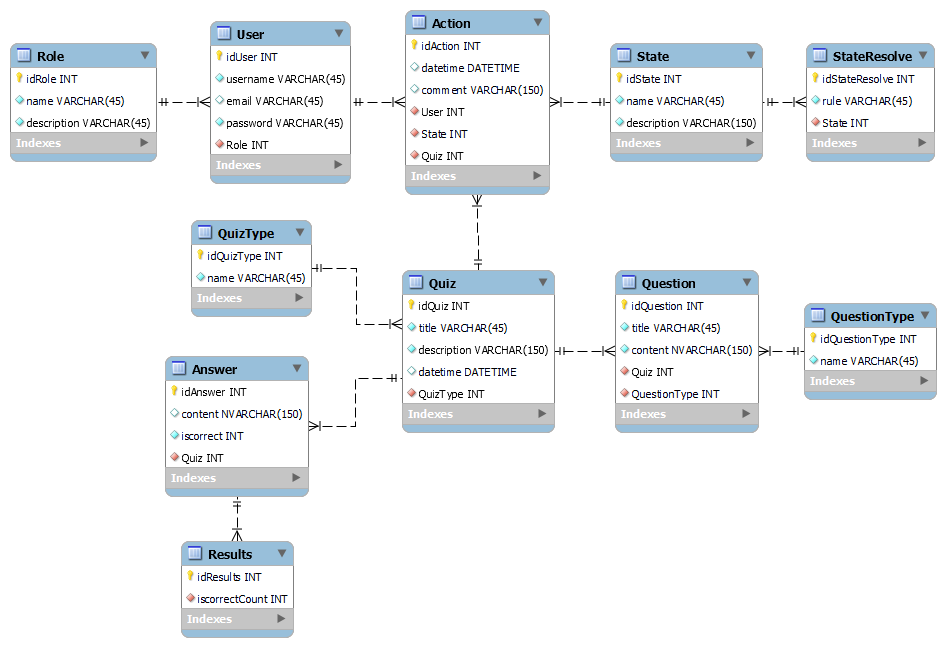 Role
idRole INT
name VARCHAR(45)
description VARCHAR(45)
Indexes
User
idUser INT
username VARCHAR(45)
email VARCHAR(45)
password VARCHAR(45)
Role INT
Indexes
Action
idAction INT
datetime DATETIME
comment VARCHAR(150)
User INT
State INT
Quiz INT
Indexes
State
idState INT
name VARCHAR(45)
description VARCHAR(150)
Indexes
StateResolve
idStateResolve INT
rule VARCHAR(45)
State INT
Indexes
QuizType
idQuizType INT
name VARCHAR(45)
Indexes
Quiz
idQuiz INT
title VARCHAR(45)
description VARCHAR(150)
datetime DATETIME
QuizType INT
Indexes
Question
idQuestion INT
title VARCHAR(45)
content NVARCHAR(150)
Quiz INT
QuestionType INT
Indexes
QuestionType
idQuestionType INT
name VARCHAR(45)
Indexes
Answer
idAnswer INT
content NVARCHAR(150)
iscorrect INT
Quiz INT
Indexes
Results
idResults INT
iscorrectCount INT
Indexes